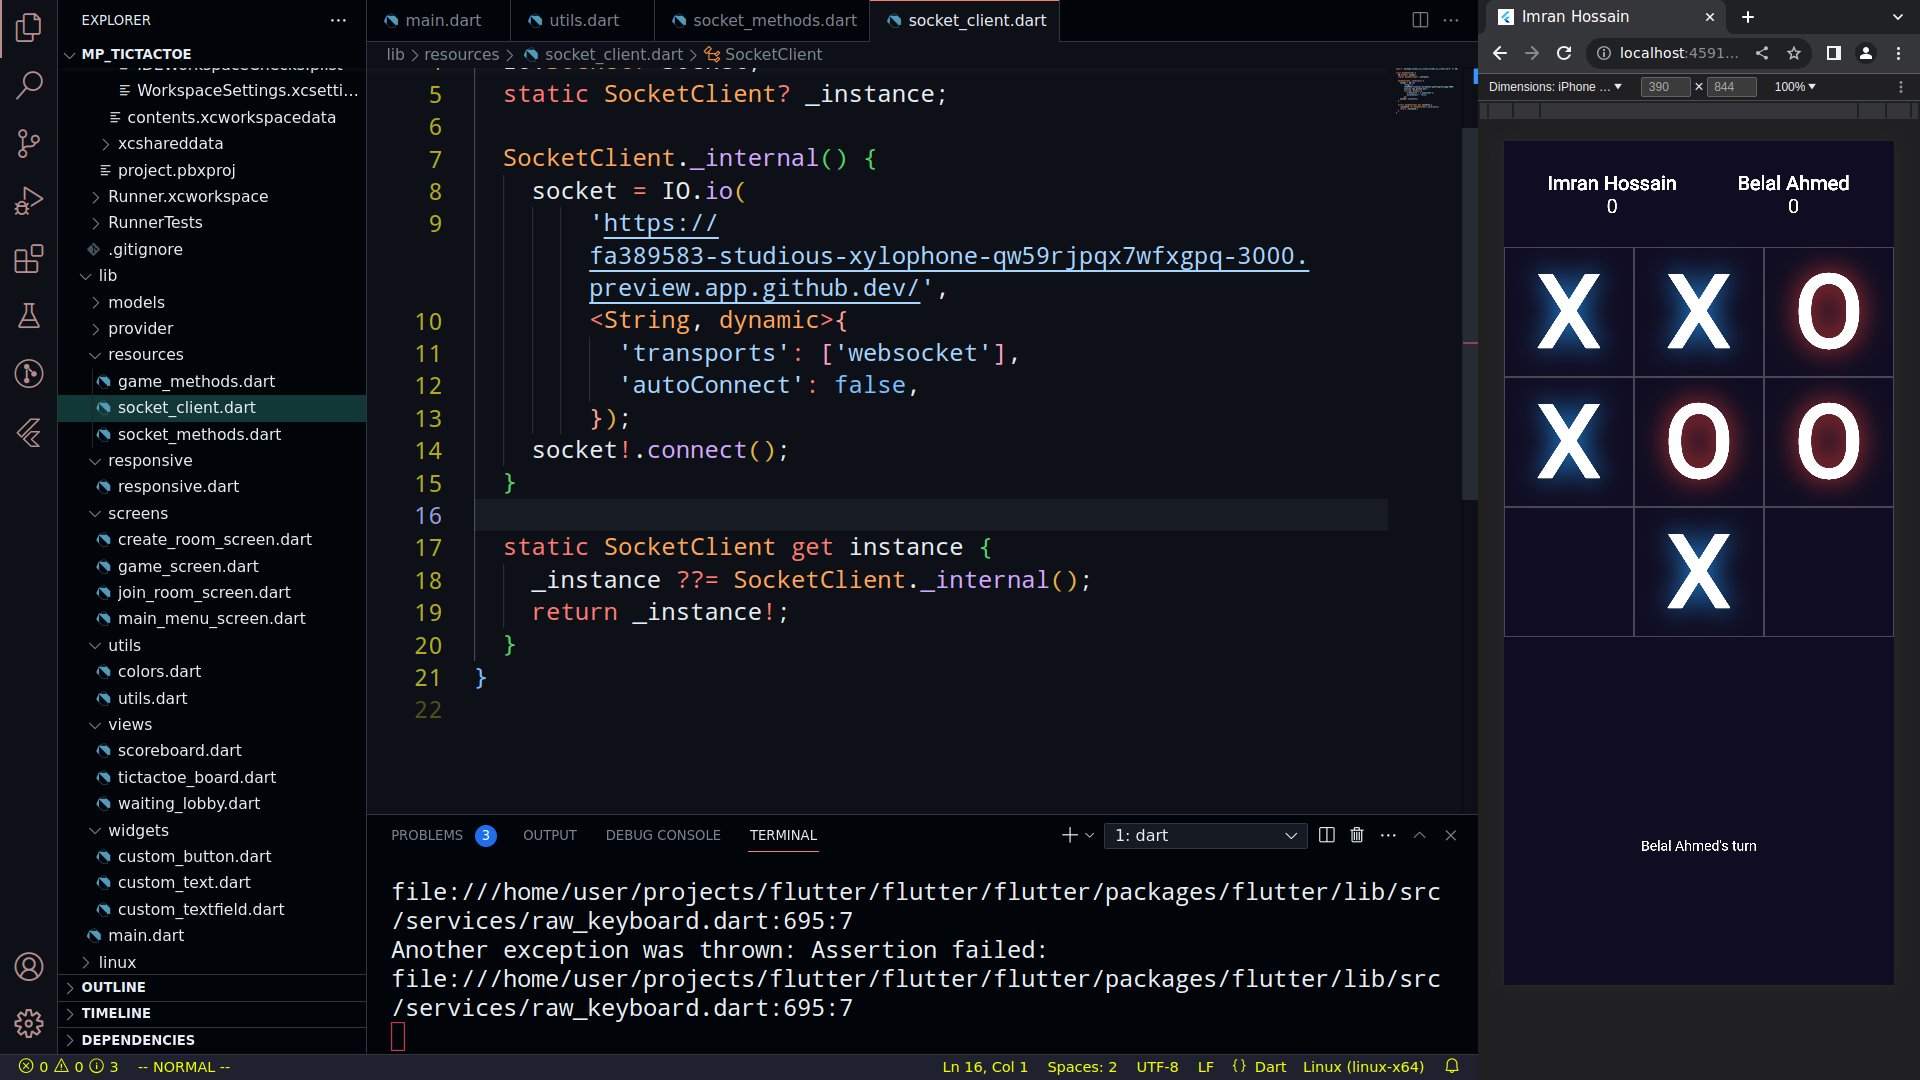 EXPLORER
MP_TICTACTOE
WorkspaceSettings.xcsetti...
contents.xcworkspacedata
xcshareddata
project.pbxproj
Runner.xcworkspace
RunnerTests
.gitignore
lib
models
provider
resources
game_methods.dart
socket_client.dart
socket_methods.dart
responsive
responsive.dart
screens
create_room_screen.dart
game_screen.dart
join_room_screen.dart
main_menu_screen.dart
utils
colors.dart
utils.dart
views
scoreboard.dart
tictactoe_board.dart
waiting_lobby.dart
widgets
custom_button.dart
custom_text.dart
custom_textfield.dart
main.dart
linux
OUTLINE
TIMELINE
DEPENDENCIES
main.dart
utils.dart
socket_methods.dart
socket_client.dart
lib > resources > socket_client.dart > SocketClient
5 static SocketClient? _instance;
6
7 SocketClient._internal() {
8 socket = IO.io(
9 'https://
fa389583-studious-xylophone-qw59rjpqx7wfxgpq-3000.
preview.app.github.dev/',
10 <String, dynamic>{
11 'transports': ['websocket'],
12 'autoConnect': false,
13 });
14 socket!.connect();
15 }
16
17 static SocketClient get instance {
18 _instance ??= SocketClient._internal();
19 return _instance!;
20 }
21 }
22
PROBLEMS 3 OUTPUT DEBUG CONSOLE TERMINAL
1: dart
file:///home/user/projects/flutter/flutter/flutter/packages/flutter/lib/src
/services/raw_keyboard.dart:695:7
Another exception was thrown: Assertion failed:
file:///home/user/projects/flutter/flutter/flutter/packages/flutter/lib/src
/services/raw_keyboard.dart:695:7
0 0 3 -- NORMAL --
Ln 16, Col 1 Spaces: 2 UTF-8 LF {} Dart Linux (linux-x64)
Imran Hossain
localhost:4591...
Dimensions: iPhone ... 390 × 844 100%
Imran Hossain Belal Ahmed
0 0
X X O
X O O
X
Belal Ahmed's turn